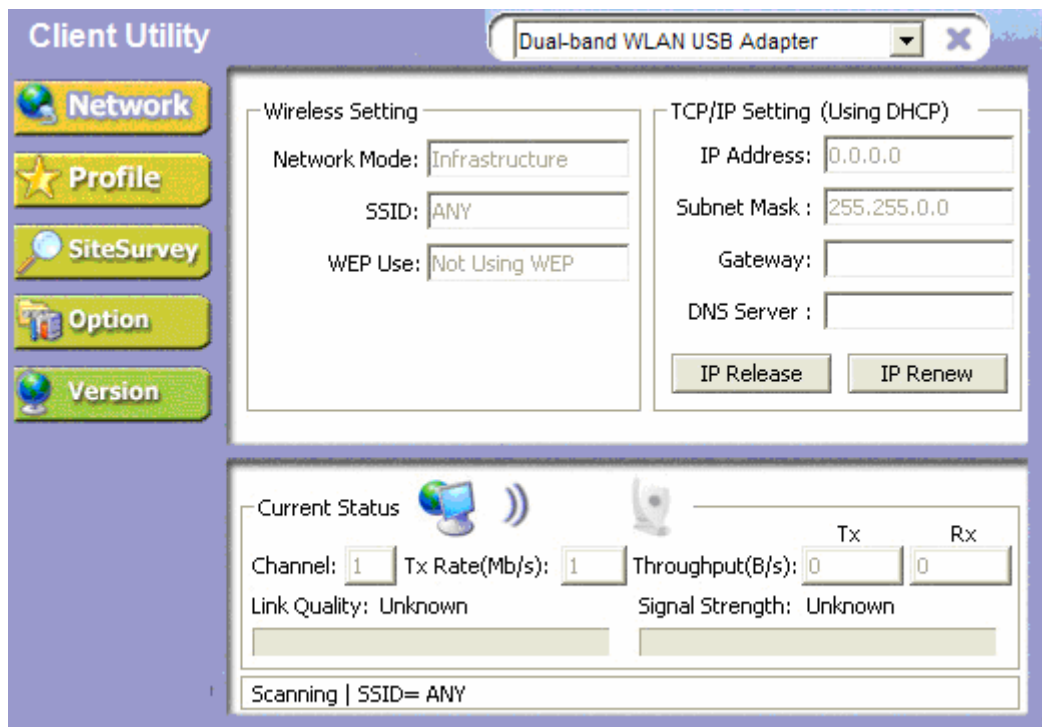 Client Utility
Dual-band WLAN USB Adapter
Network
Profile
SiteSurvey
Option
Version
Wireless Setting
Network Mode: Infrastructure
SSID: ANY
WEP Use: Not Using WEP
TCP/IP Setting (Using DHCP)
IP Address: 0.0.0.0
Subnet Mask : 255.255.0.0
Gateway:
DNS Server :
IP Release IP Renew
Current Status
Tx Rx
Channel: 1 Tx Rate(Mb/s): 1 Throughput(B/s): 0 0
Link Quality: Unknown Signal Strength: Unknown
Scanning | SSID= ANY